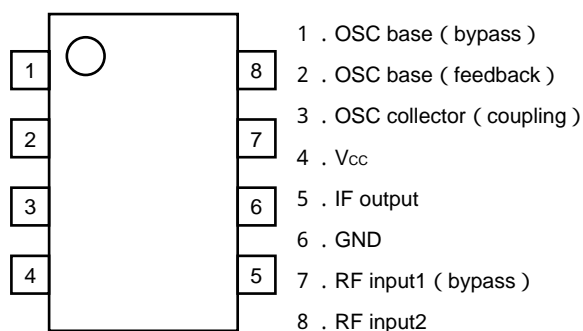 1
2
3
4
8
7
6
5
1 . OSC base ( bypass )
2 . OSC base ( feedback )
3 . OSC collector ( coupling )
4 . Vcc
5 . IF output
6 . GND
7 . RF input1 ( bypass )
8 . RF input2